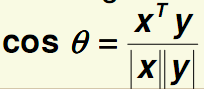 cos θ = xᵀy / |x||y|